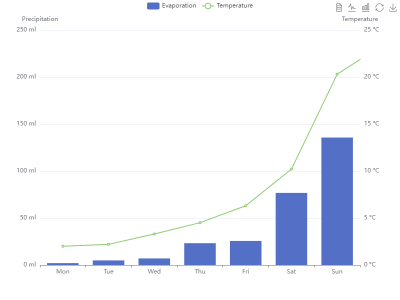 Evaporation Temperature
Precipitation Temperature
250 ml 25 °C
200 ml 20 °C
150 ml 15 °C
100 ml 10 °C
50 ml 5 °C
0 ml 0 °C
Mon Tue Wed Thu Fri Sat Sun